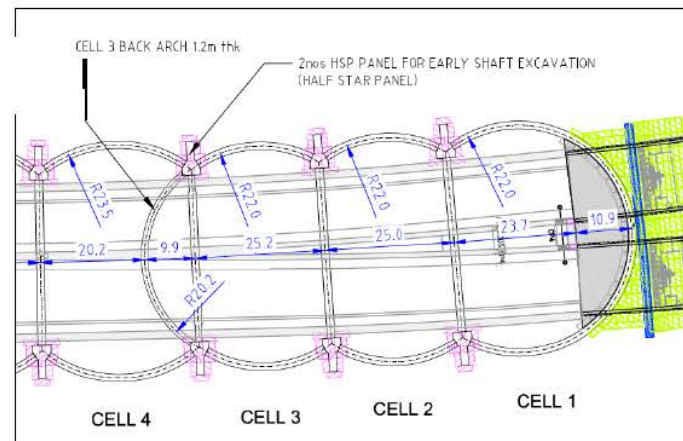 CELL 3 BACK ARCH 1.2m thk
2nos HSP PANEL FOR EARLY SHAFT EXCAVATION
(HALF STAR PANEL)
R23.5
R22.0
R22.0
R22.0
20.2
9.9
25.2
25.0
23.7
10.9
R20.2
CELL 4
CELL 3
CELL 2
CELL 1